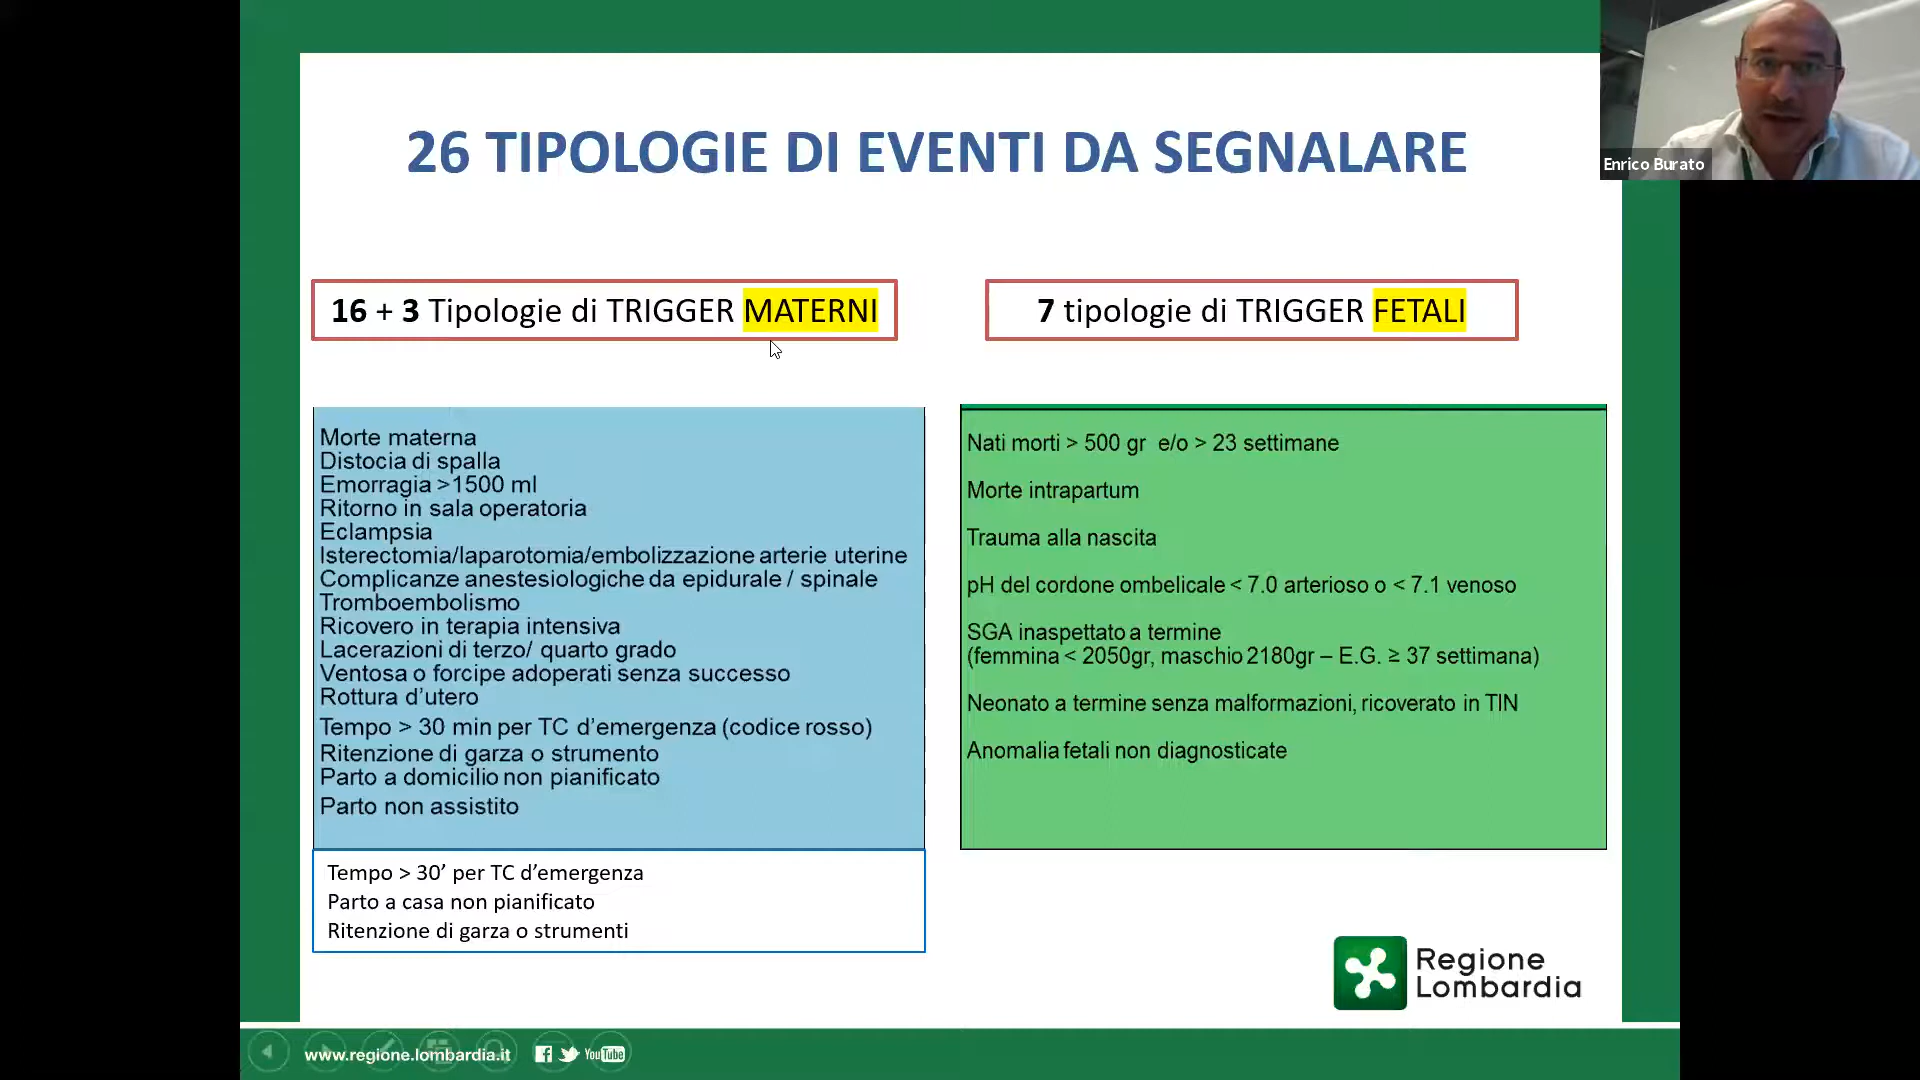 26 TIPOLOGIE DI EVENTI DA SEGNALARE
Enrico Burato
16 + 3 Tipologie di TRIGGER MATERNI
7 tipologie di TRIGGER FETALI
Morte materna
Distocia di spalla
Emorragia >1500 ml
Ritorno in sala operatoria
Eclampsia
Isterectomia/laparotomia/embolizzazione arterie uterine
Complicanze anestesiologiche da epidurale / spinale
Tromboembolismo
Ricovero in terapia intensiva
Lacerazioni di terzo/ quarto grado
Ventosa o forcipe adoperati senza successo
Rottura d'utero
Tempo > 30 min per TC d'emergenza (codice rosso)
Ritenzione di garza o strumento
Parto a domicilio non pianificato
Parto non assistito
Tempo > 30’ per TC d’emergenza
Parto a casa non pianificato
Ritenzione di garza o strumenti
Nati morti > 500 gr e/o > 23 settimane
Morte intrapartum
Trauma alla nascita
pH del cordone ombelicale < 7.0 arterioso o < 7.1 venoso
SGA inaspettato a termine
(femmina < 2050gr, maschio 2180gr – E.G. ≥ 37 settimana)
Neonato a termine senza malformazioni, ricoverato in TIN
Anomalia fetali non diagnosticate
Regione
Lombardia
www.regione.lombardia.it
YouTube